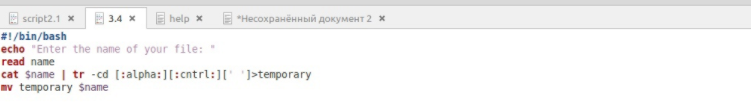 script2.1 × 3.4 × help × *Несохранённый документ 2 ×
#!/bin/bash
echo "Enter the name of your file: "
read name
cat $name | tr -cd [:alpha:][:cntrl:][' ']>temporary
mv temporary $name